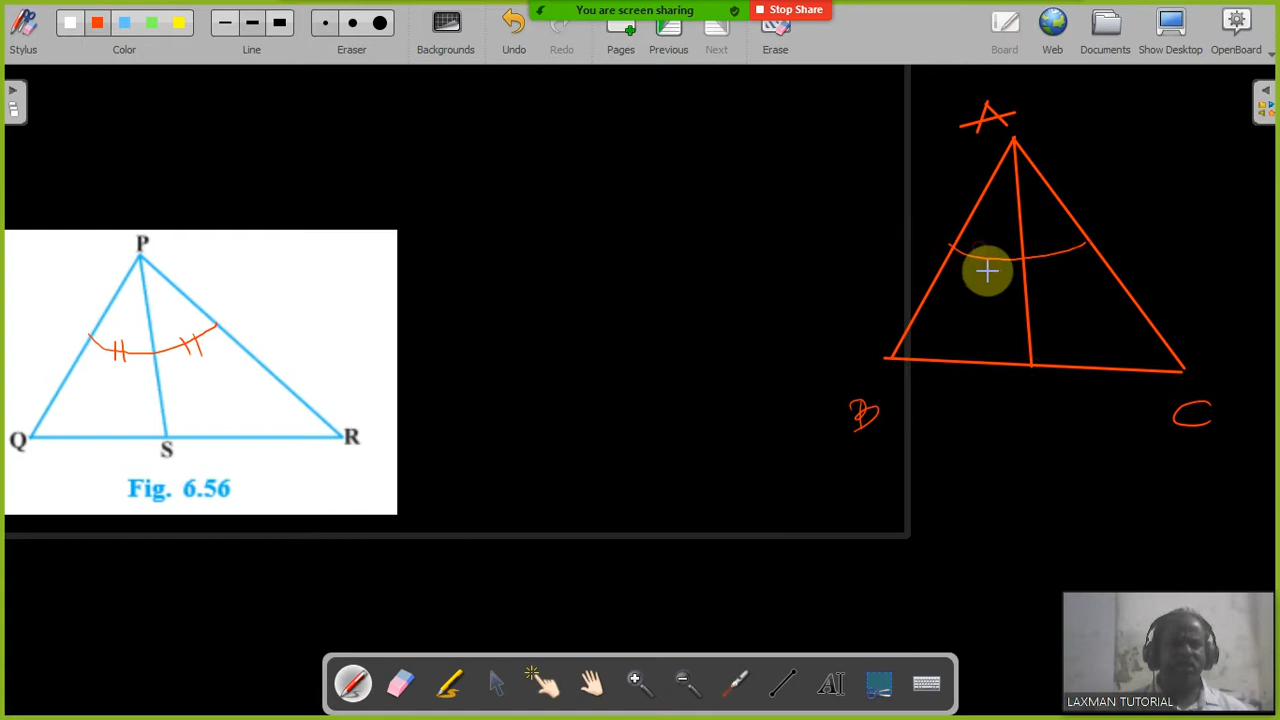 You are screen sharing
Stop Share
Stylus
Color
Line
Eraser
Backgrounds
Undo
Redo
Pages
Previous
Next
Erase
Board
Web
Documents
Show Desktop
OpenBoard
A
P
Q
S
R
B
C
Fig. 6.56
AI
LAXMAN TUTORIAL